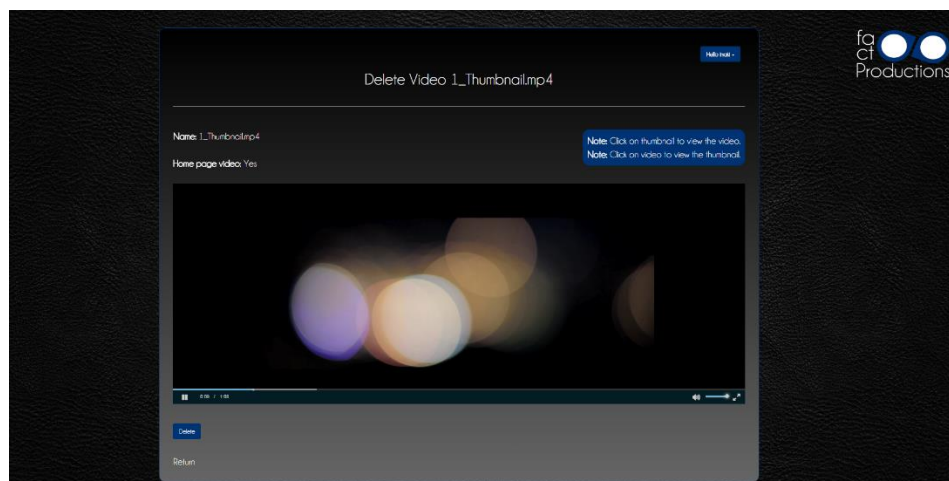 fa
ct
Productions
Delete Video 1_Thumbnail.mp4
Name: 1_Thumbnail.mp4
Note: Click on thumbnail to view the video.
Note: Click on video to view the thumbnail.
Home page video: Yes
Delete
Return